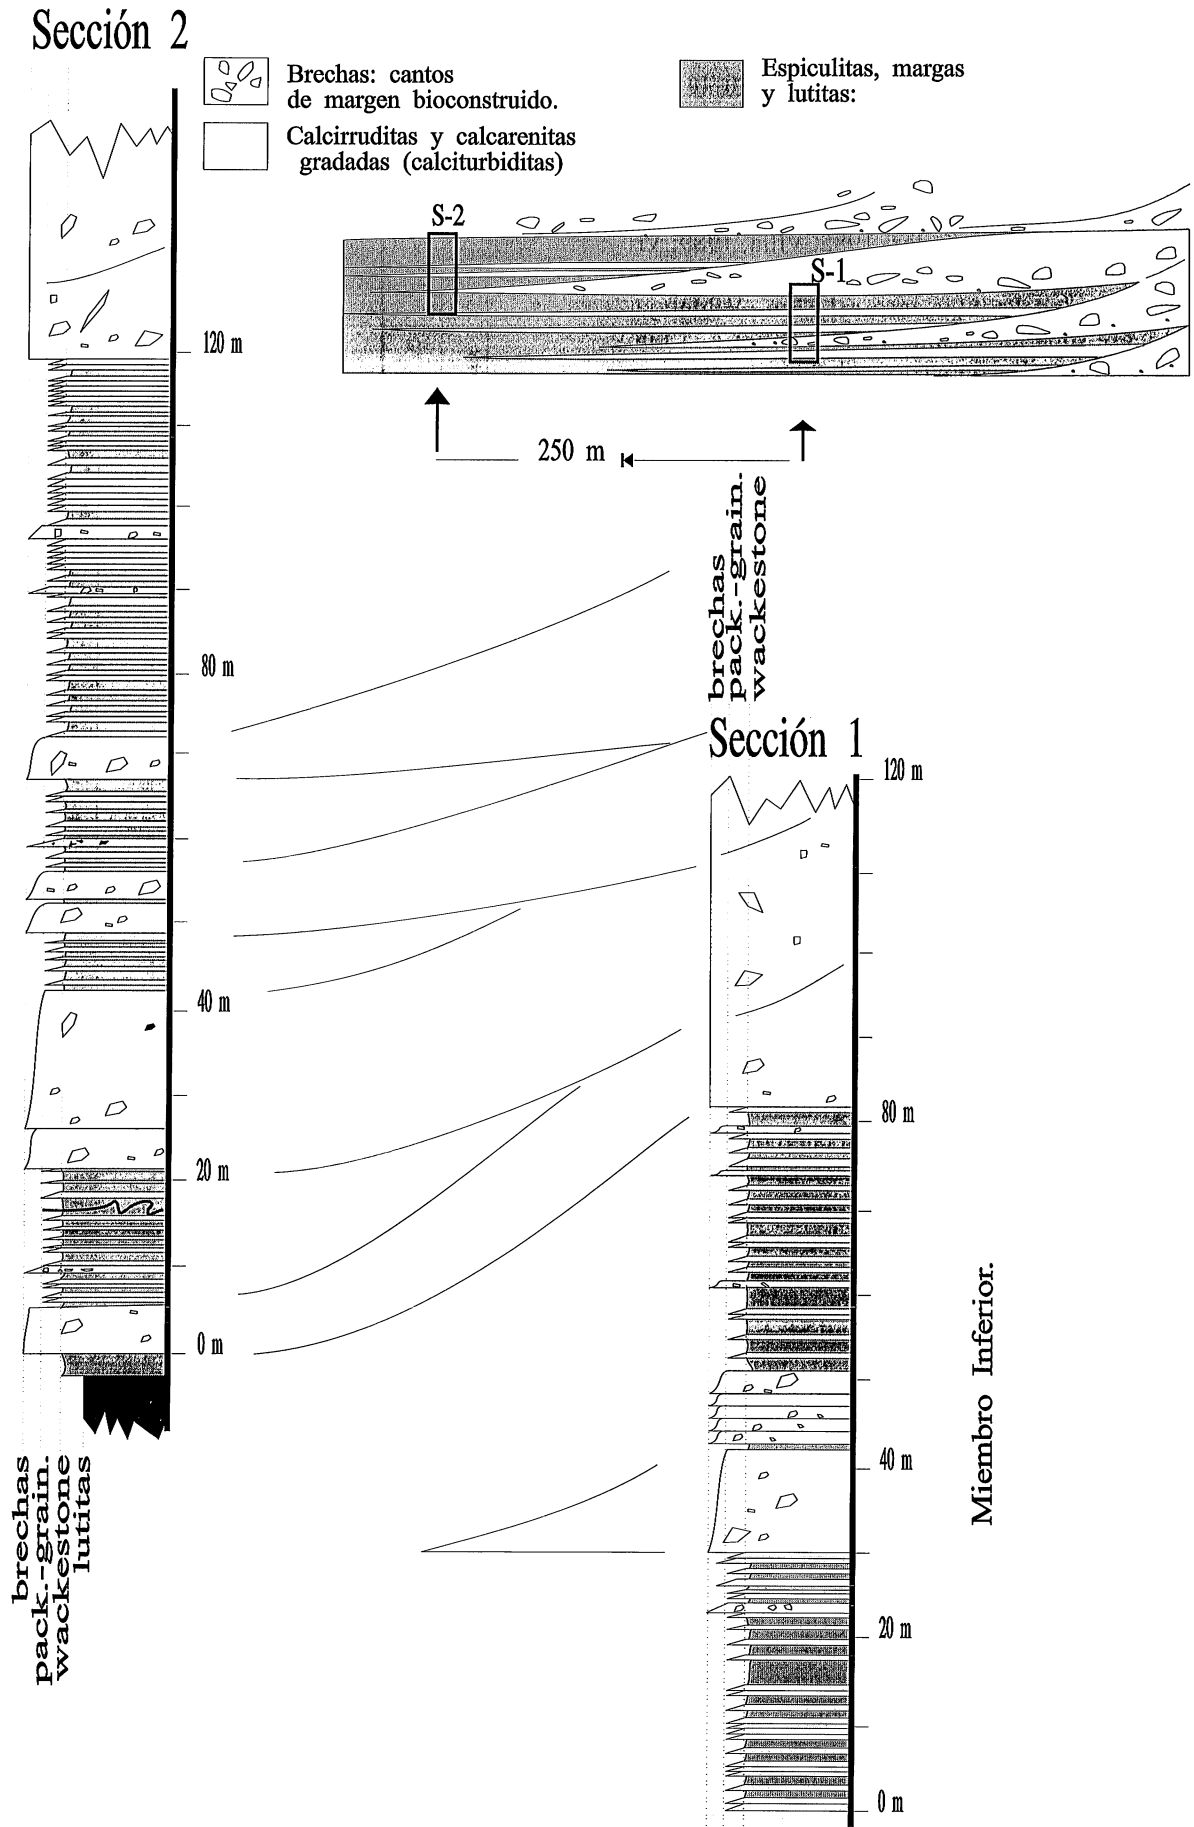 Sección 2
Brechas: cantos
de margen bioconstruido.
Calcirruditas y calcarenitas
gradadas (calciturbiditas)
Espiculitas, margas
y lutitas:
S-2
S-1
250 m
120 m
80 m
40 m
20 m
0 m
brechas
pack.-grain.
wackestone
lutitas
brechas
pack.-grain.
wackestone
Sección 1
120 m
80 m
40 m
20 m
0 m
Miembro Inferior.